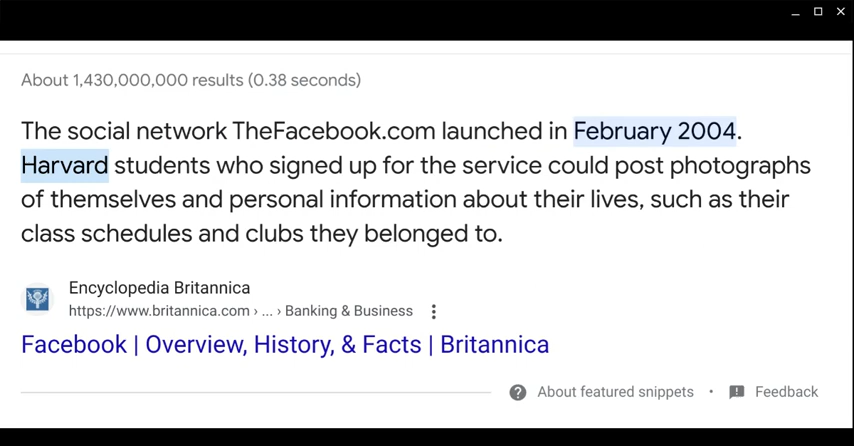 About 1,430,000,000 results (0.38 seconds)
The social network TheFacebook.com launched in February 2004.
Harvard students who signed up for the service could post photographs
of themselves and personal information about their lives, such as their
class schedules and clubs they belonged to.
Encyclopedia Britannica
https://www.britannica.com › ... › Banking & Business
Facebook | Overview, History, & Facts | Britannica
About featured snippets • Feedback